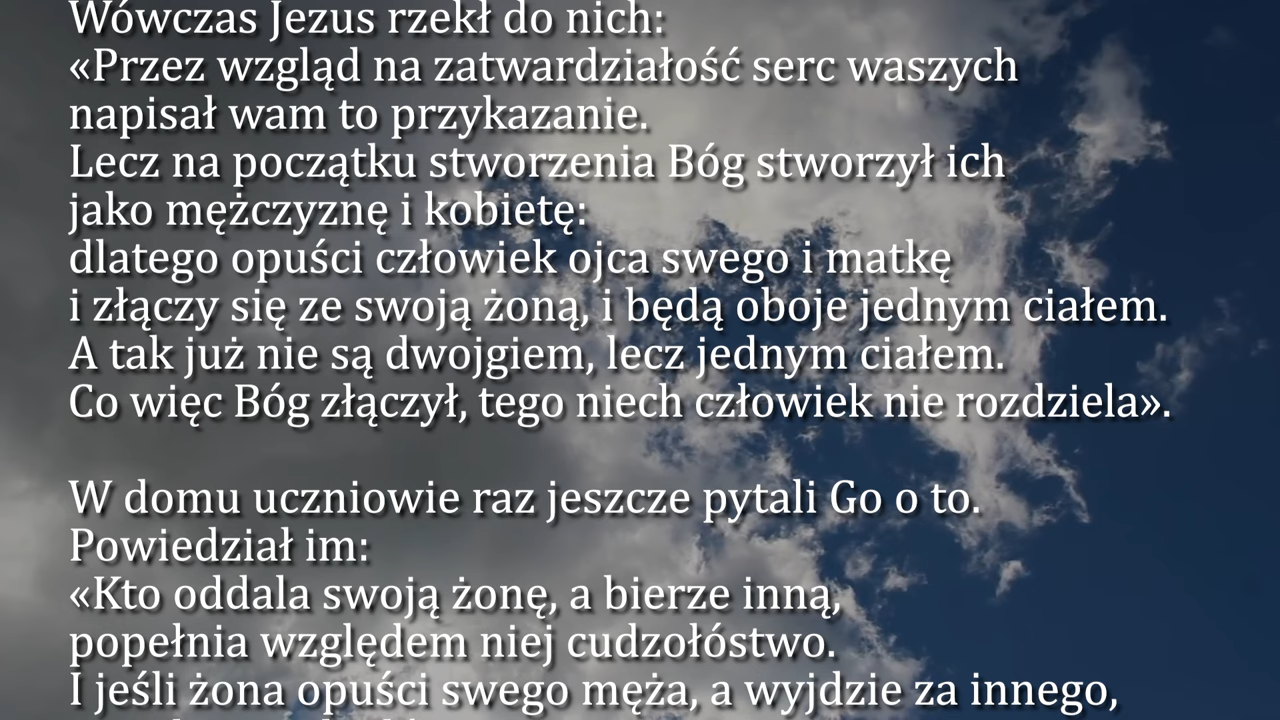 Wówczas Jezus rzekł do nich:
«Przez wzgląd na zatwardziałość serc waszych
napisał wam to przykazanie.
Lecz na początku stworzenia Bóg stworzył ich
jako mężczyznę i kobietę:
dlatego opuści człowiek ojca swego i matkę
i złączy się ze swoją żoną, i będą oboje jednym ciałem.
A tak już nie są dwojgiem, lecz jednym ciałem.
Co więc Bóg złączył, tego niech człowiek nie rozdziela».
W domu uczniowie raz jeszcze pytali Go o to.
Powiedział im:
«Kto oddala swoją żonę, a bierze inną,
popełnia względem niej cudzołóstwo.
I jeśli żona opuści swego męża, a wyjdzie za innego,